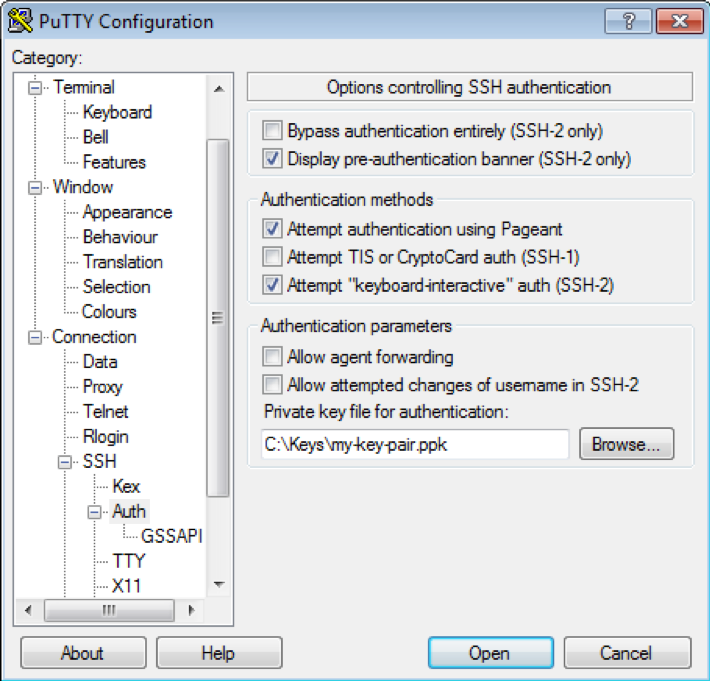 PuTTY Configuration
Category:
Terminal
Keyboard
Bell
Features
Window
Appearance
Behaviour
Translation
Selection
Colours
Connection
Data
Proxy
Telnet
Rlogin
SSH
Kex
Auth
GSSAPI
TTY
X11
Options controlling SSH authentication
Bypass authentication entirely (SSH-2 only)
Display pre-authentication banner (SSH-2 only)
Authentication methods
Attempt authentication using Pageant
Attempt TIS or CryptoCard auth (SSH-1)
Attempt "keyboard-interactive" auth (SSH-2)
Authentication parameters
Allow agent forwarding
Allow attempted changes of username in SSH-2
Private key file for authentication:
C:\Keys\my-key-pair.ppk
Browse...
About
Help
Open
Cancel